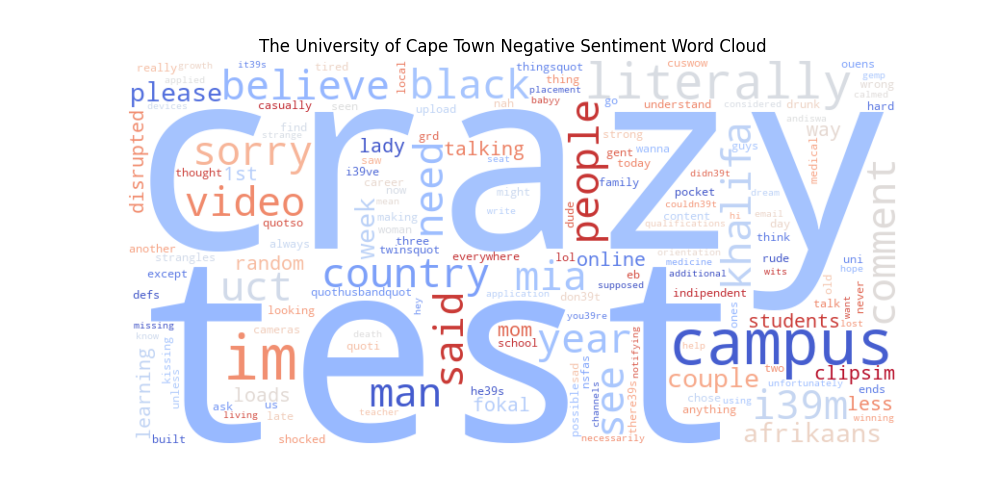 The University of Cape Town Negative Sentiment Word Cloud
really growth it39s tired local thingsquot cuswow ouens
applied thing gemp
please believe black literally wrong
devices casually seen upload nah placement babyy go understand considered drunk calmed hard
crazy
disrupted find strange grd strong andiswa way
sorry lady need talking people gent wanna guys medical
thought 1st i39ve saw seat today didn39t khalifa comment
video career now might family pocket couldn39t dream
quotso mean write dude content hi email
always week making woman qualifications day
another strangles three twinsquot everywhere lol online think rude uni
random country mia orientation
except quothusbandquot eb medicine additional wits hope
defs uct hey application don39t supposed indipendent old talk never
looking said you39re ones want
missing cameras mom year students lost
know im death school campus
test
learning kissing quoti see notifying help clipsim
unless loads man he39s nsfais couple two unfortunately ends
ask us fokal possiblesad channels there39s chose using i39m less
living late teacher anything winning
built shocked necessarily afrikaans